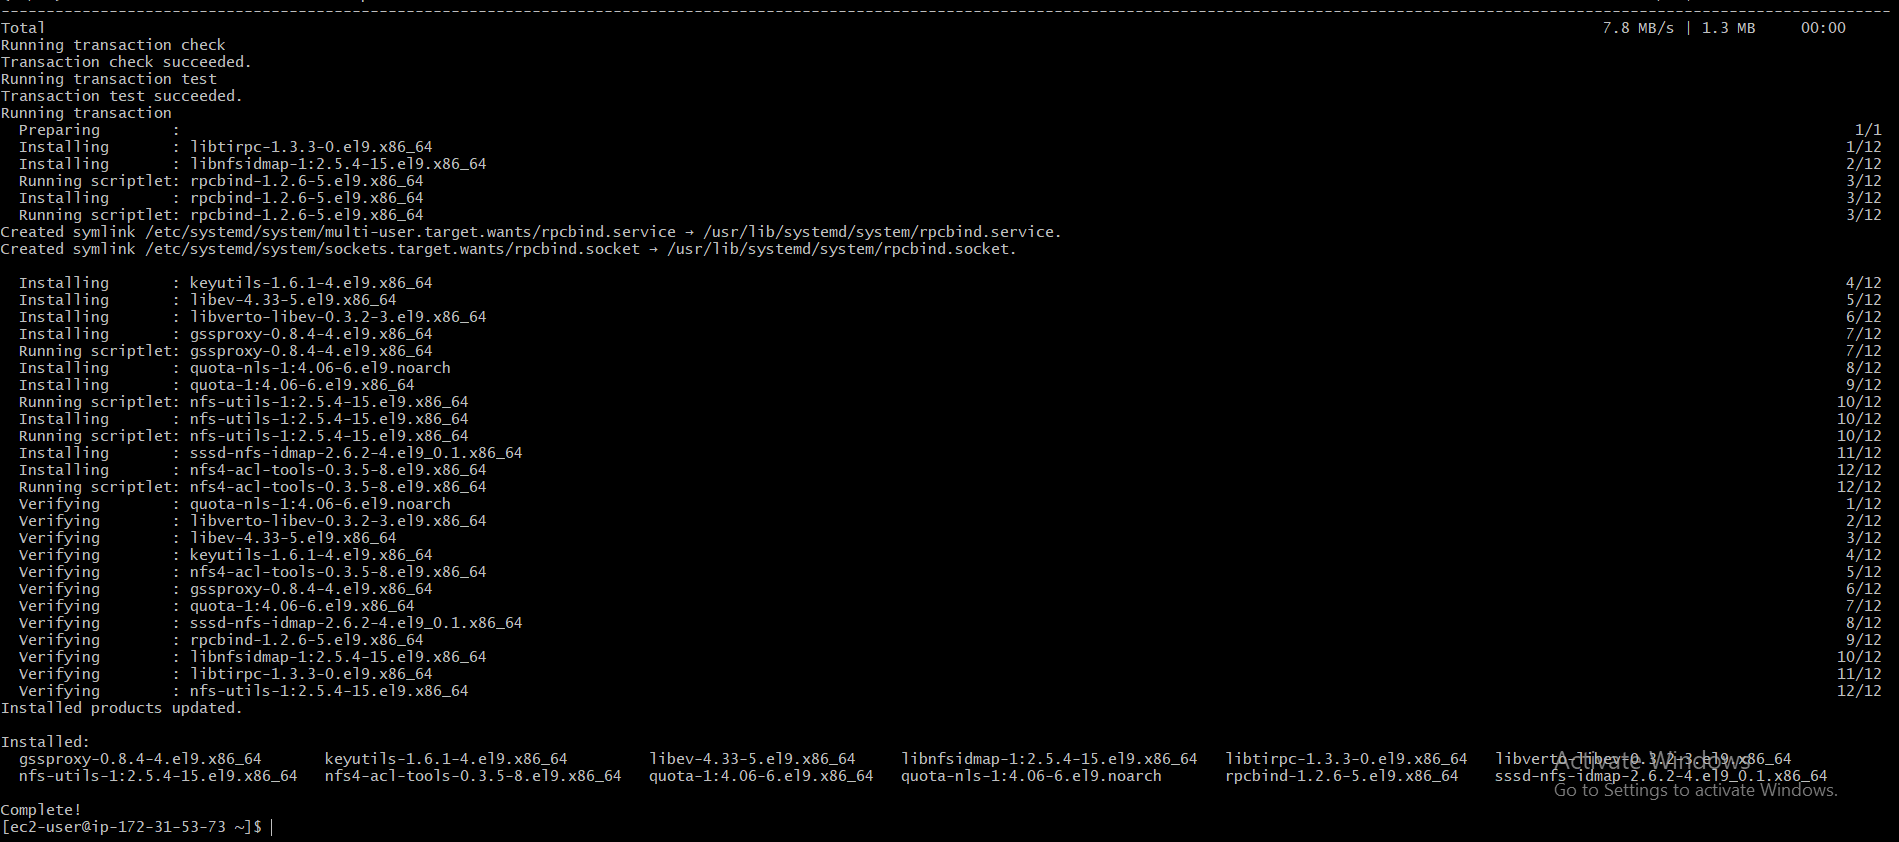 Total 7.8 MB/s | 1.3 MB 00:00
Running transaction check
Transaction check succeeded.
Running transaction test
Transaction test succeeded.
Running transaction
Preparing : 1/1
Installing : libtirpc-1.3.3-0.el9.x86_64 1/12
Installing : libnfsidmap-1:2.5.4-15.el9.x86_64 2/12
Running scriptlet: rpcbind-1.2.6-5.el9.x86_64 3/12
Installing : rpcbind-1.2.6-5.el9.x86_64 3/12
Running scriptlet: rpcbind-1.2.6-5.el9.x86_64 3/12
Created symlink /etc/systemd/system/multi-user.target.wants/rpcbind.service → /usr/lib/systemd/system/rpcbind.service.
Created symlink /etc/systemd/system/sockets.target.wants/rpcbind.socket → /usr/lib/systemd/system/rpcbind.socket.
Installing : keyutils-1.6.1-4.el9.x86_64 4/12
Installing : libev-4.33-5.el9.x86_64 5/12
Installing : libverto-libev-0.3.2-3.el9.x86_64 6/12
Installing : gssproxy-0.8.4-4.el9.x86_64 7/12
Running scriptlet: gssproxy-0.8.4-4.el9.x86_64 7/12
Installing : quota-nls-1:4.06-6.el9.noarch 8/12
Installing : quota-1:4.06-6.el9.x86_64 9/12
Running scriptlet: nfs-utils-1:2.5.4-15.el9.x86_64 10/12
Installing : nfs-utils-1:2.5.4-15.el9.x86_64 10/12
Running scriptlet: nfs-utils-1:2.5.4-15.el9.x86_64 10/12
Installing : sssd-nfs-idmap-2.6.2-4.el9_0.1.x86_64 11/12
Installing : nfs4-acl-tools-0.3.5-8.el9.x86_64 12/12
Running scriptlet: nfs4-acl-tools-0.3.5-8.el9.x86_64 12/12
Verifying : quota-nls-1:4.06-6.el9.noarch 1/12
Verifying : libverto-libev-0.3.2-3.el9.x86_64 2/12
Verifying : libev-4.33-5.el9.x86_64 3/12
Verifying : keyutils-1.6.1-4.el9.x86_64 4/12
Verifying : nfs4-acl-tools-0.3.5-8.el9.x86_64 5/12
Verifying : gssproxy-0.8.4-4.el9.x86_64 6/12
Verifying : quota-1:4.06-6.el9.x86_64 7/12
Verifying : sssd-nfs-idmap-2.6.2-4.el9_0.1.x86_64 8/12
Verifying : rpcbind-1.2.6-5.el9.x86_64 9/12
Verifying : libnfsidmap-1:2.5.4-15.el9.x86_64 10/12
Verifying : libtirpc-1.3.3-0.el9.x86_64 11/12
Verifying : nfs-utils-1:2.5.4-15.el9.x86_64 12/12
Installed products updated.
Installed:
gssproxy-0.8.4-4.el9.x86_64 keyutils-1.6.1-4.el9.x86_64 libev-4.33-5.el9.x86_64 libnfsidmap-1:2.5.4-15.el9.x86_64 libtirpc-1.3.3-0.el9.x86_64 libverto-libev-0.3.2-3.el9.x86_64
nfs-utils-1:2.5.4-15.el9.x86_64 nfs4-acl-tools-0.3.5-8.el9.x86_64 quota-1:4.06-6.el9.x86_64 quota-nls-1:4.06-6.el9.noarch rpcbind-1.2.6-5.el9.x86_64 sssd-nfs-idmap-2.6.2-4.el9_0.1.x86_64
Activate Windows
Go to Settings to activate Windows.
Complete!
[ec2-user@ip-172-31-53-73 ~]$